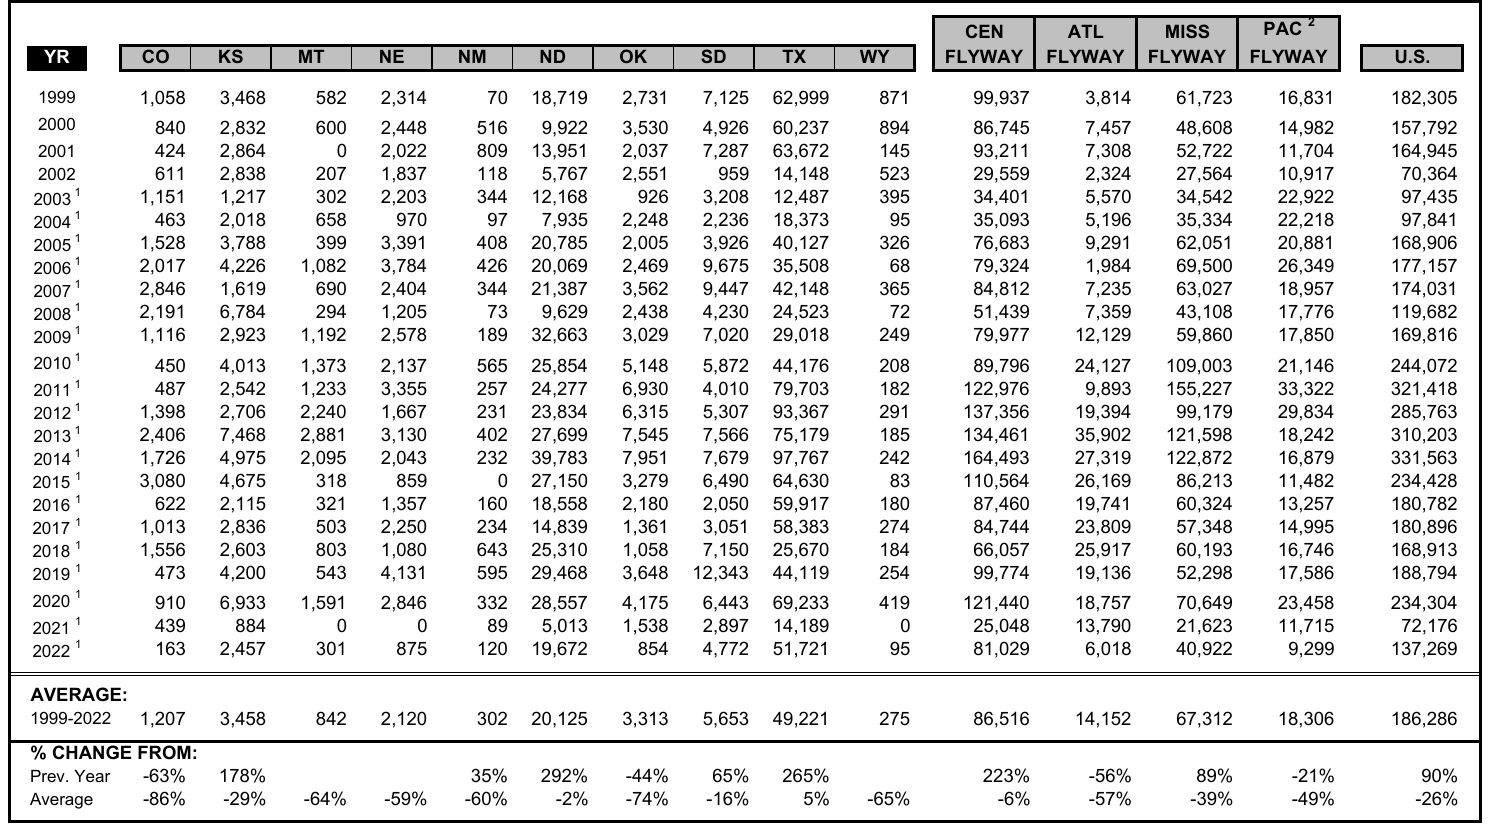 CEN ATL MISS PAC 2
YR CO KS MT NE NM ND OK SD TX WY FLYWAY FLYWAY FLYWAY FLYWAY U.S.
1999 1,058 3,468 582 2,314 70 18,719 2,731 7,125 62,999 871 99,937 3,814 61,723 16,831 182,305
2000 840 2,832 600 2,448 516 9,922 3,530 4,926 60,237 894 86,745 7,457 48,608 14,982 157,792
2001 424 2,864 0 2,022 809 13,951 2,037 7,287 63,672 145 93,211 7,308 52,722 11,704 164,945
2002 611 2,838 207 1,837 118 5,767 2,551 959 14,148 523 29,559 2,324 27,564 10,917 70,364
2003 1 1,151 1,217 302 2,203 344 12,168 926 3,208 12,487 395 34,401 5,570 34,542 22,922 97,435
2004 1 463 2,018 658 970 97 7,935 2,248 2,236 18,373 95 35,093 5,196 35,334 22,218 97,841
2005 1 1,528 3,788 399 3,391 408 20,785 2,005 3,926 40,127 326 76,683 9,291 62,051 20,881 168,906
2006 1 2,017 4,226 1,082 3,784 426 20,069 2,469 9,675 35,508 68 79,324 1,984 69,500 26,349 177,157
2007 1 2,846 1,619 690 2,404 344 21,387 3,562 9,447 42,148 365 84,812 7,235 63,027 18,957 174,031
2008 1 2,191 6,784 294 1,205 73 9,629 2,438 4,230 24,523 72 51,439 7,359 43,108 17,776 119,682
2009 1 1,116 2,923 1,192 2,578 189 32,663 3,029 7,020 29,018 249 79,977 12,129 59,860 17,850 169,816
2010 1 450 4,013 1,373 2,137 565 25,854 5,148 5,872 44,176 208 89,796 24,127 109,003 21,146 244,072
2011 1 487 2,542 1,233 3,355 257 24,277 6,930 4,010 79,703 182 122,976 9,893 155,227 33,322 321,418
2012 1 1,398 2,706 2,240 1,667 231 23,834 6,315 5,307 93,367 291 137,356 19,394 99,179 29,834 285,763
2013 1 2,406 7,468 2,881 3,130 402 27,699 7,545 7,566 75,179 185 134,461 35,902 121,598 18,242 310,203
2014 1 1,726 4,975 2,095 2,043 232 39,783 7,951 7,679 97,767 242 164,493 27,319 122,872 16,879 331,563
2015 1 3,080 4,675 318 859 0 27,150 3,279 6,490 64,630 83 110,564 26,169 86,213 11,482 234,428
2016 1 622 2,115 321 1,357 160 18,558 2,180 2,050 59,917 180 87,460 19,741 60,324 13,257 180,782
2017 1 1,013 2,836 503 2,250 234 14,839 1,361 3,051 58,383 274 84,744 23,809 57,348 14,995 180,896
2018 1 1,556 2,603 803 1,080 643 25,310 1,058 7,150 25,670 184 66,057 25,917 60,193 16,746 168,913
2019 1 473 4,200 543 4,131 595 29,468 3,648 12,343 44,119 254 99,774 19,136 52,298 17,586 188,794
2020 1 910 6,933 1,591 2,846 332 28,557 4,175 6,443 69,233 419 121,440 18,757 70,649 23,458 234,304
2021 1 439 884 0 0 89 5,013 1,538 2,897 14,189 0 25,048 13,790 21,623 11,715 72,176
2022 1 163 2,457 301 875 120 19,672 854 4,772 51,721 95 81,029 6,018 40,922 9,299 137,269
AVERAGE:
1999-2022 1,207 3,458 842 2,120 302 20,125 3,313 5,653 49,221 275 86,516 14,152 67,312 18,306 186,286
% CHANGE FROM:
Prev. Year -63% 178% 35% 292% -44% 65% 265% 223% -56% 89% -21% 90%
Average -86% -29% -64% -59% -60% -2% -74% -16% 5% -65% -6% -57% -39% -49% -26%